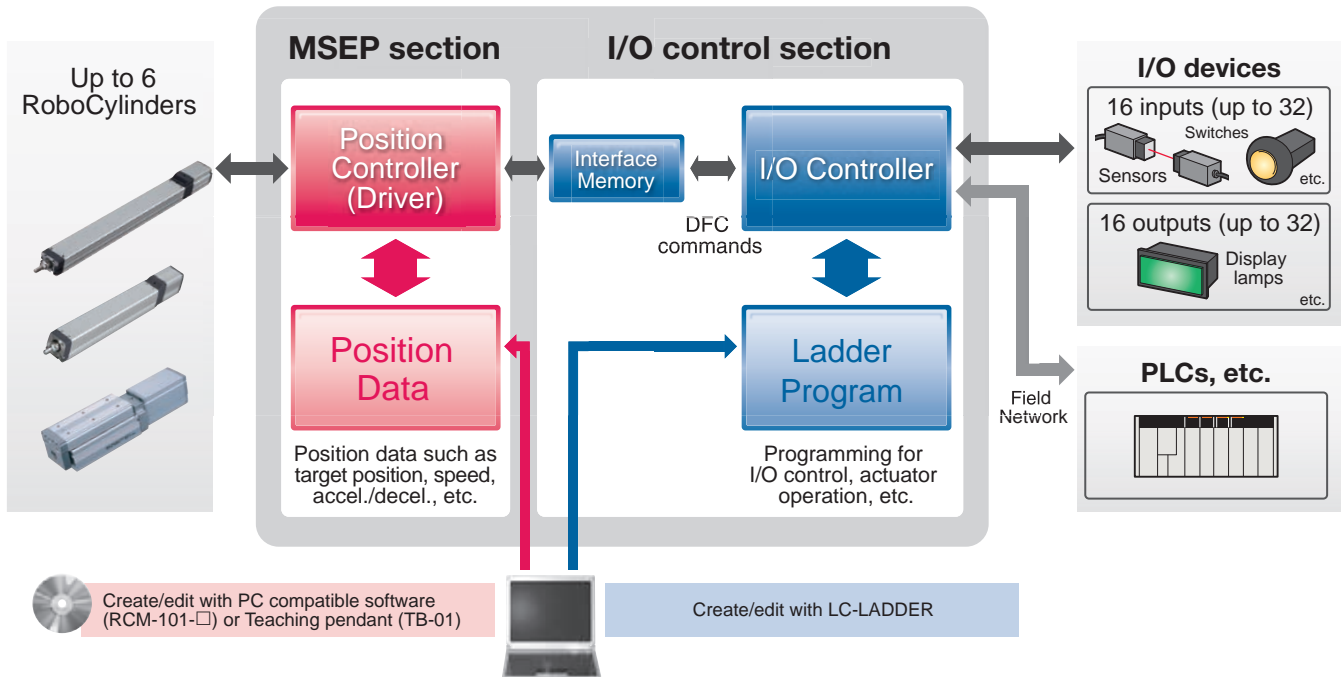 MSEP section
I/O control section
Up to 6
RoboCylinders
Position
Controller
(Driver)
Interface
Memory
I/O Controller
DFC
commands
Position
Data
Ladder
Program
Position data such as
target position, speed,
accel./decel., etc.
Programming for
I/O control, actuator
operation, etc.
I/O devices
16 inputs (up to 32)
Switches
Sensors
etc.
16 outputs (up to 32)
Display
lamps
etc.
Field
Network
PLCs, etc.
Create/edit with PC compatible software
(RCM-101-□) or Teaching pendant (TB-01)
Create/edit with LC-LADDER